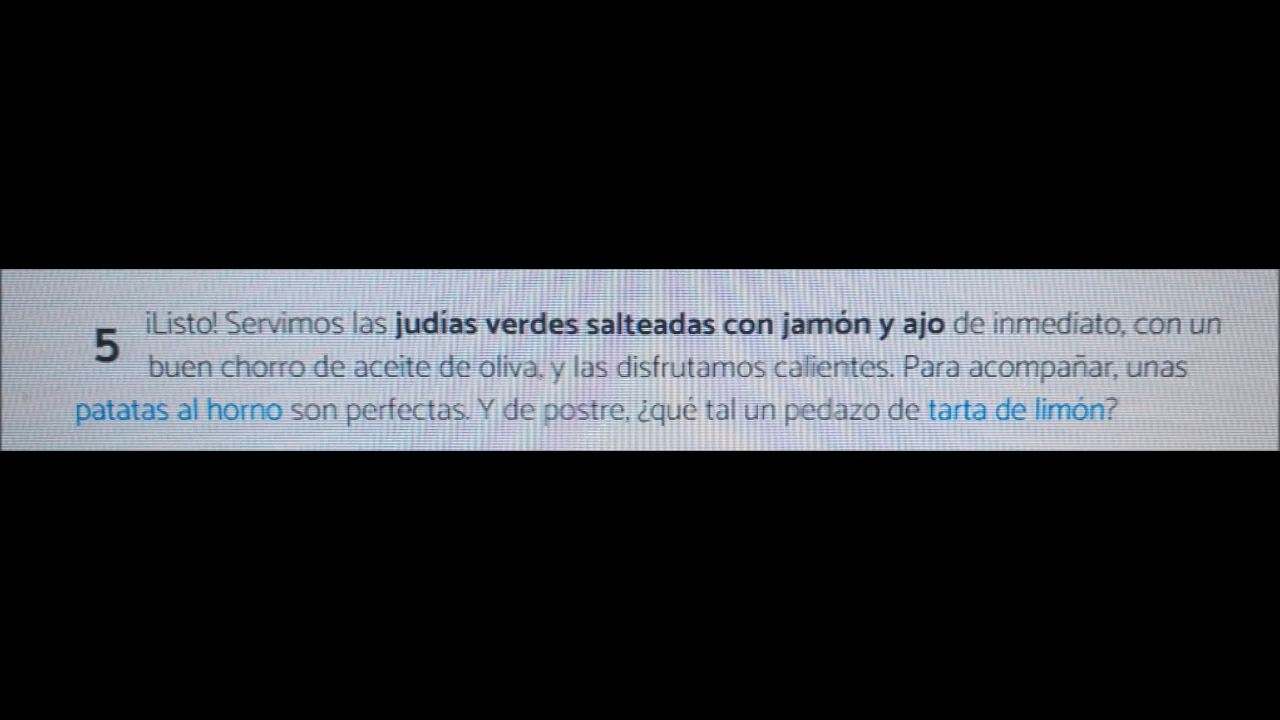 5 ¡Listo! Servimos las judías verdes salteadas con jamón y ajo de inmediato, con un
buen chorro de aceite de oliva, y las disfrutamos calientes. Para acompañar, unas
patatas al horno son perfectas. Y de postre, ¿qué tal un pedazo de tarta de limón?